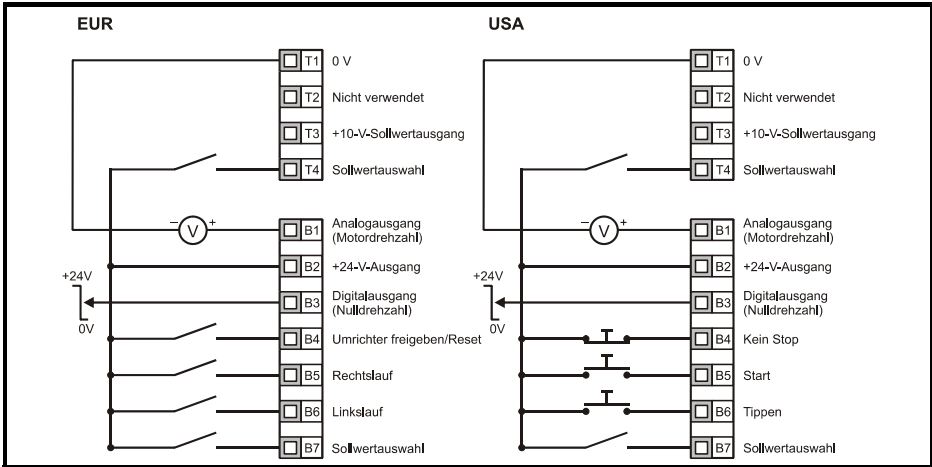 EUR
T1 0 V
T2 Nicht verwendet
T3 +10-V-Sollwertausgang
T4 Sollwertauswahl
– V +
B1 Analogausgang
(Motordrehzahl)
B2 +24-V-Ausgang
+24V
0V
B3 Digitalausgang
(Nulldrehzahl)
B4 Umrichter freigeben/Reset
B5 Rechtslauf
B6 Linkslauf
B7 Sollwertauswahl
USA
T1 0 V
T2 Nicht verwendet
T3 +10-V-Sollwertausgang
T4 Sollwertauswahl
– V +
B1 Analogausgang
(Motordrehzahl)
B2 +24-V-Ausgang
+24V
0V
B3 Digitalausgang
(Nulldrehzahl)
B4 Kein Stop
B5 Start
B6 Tippen
B7 Sollwertauswahl